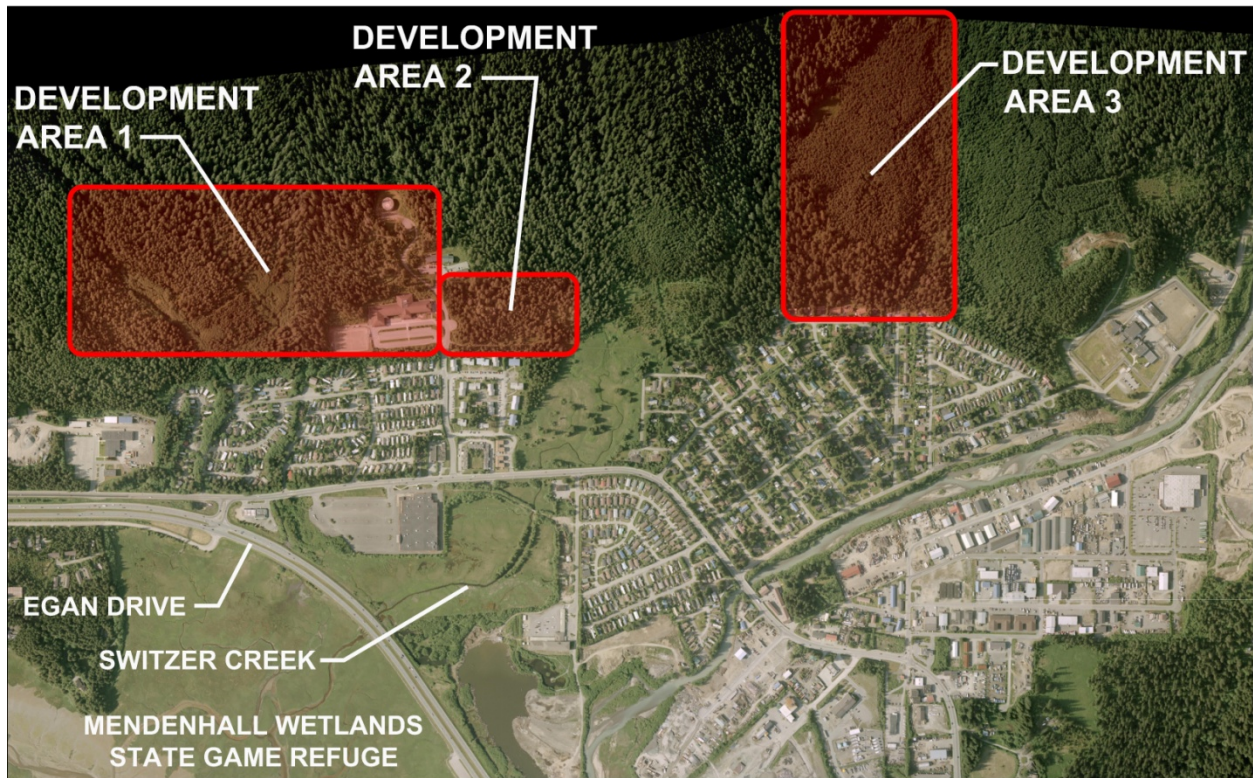 DEVELOPMENT
AREA 1
DEVELOPMENT
AREA 2
DEVELOPMENT
AREA 3
EGAN DRIVE
SWITZER CREEK
MENDENHALL WETLANDS
STATE GAME REFUGE